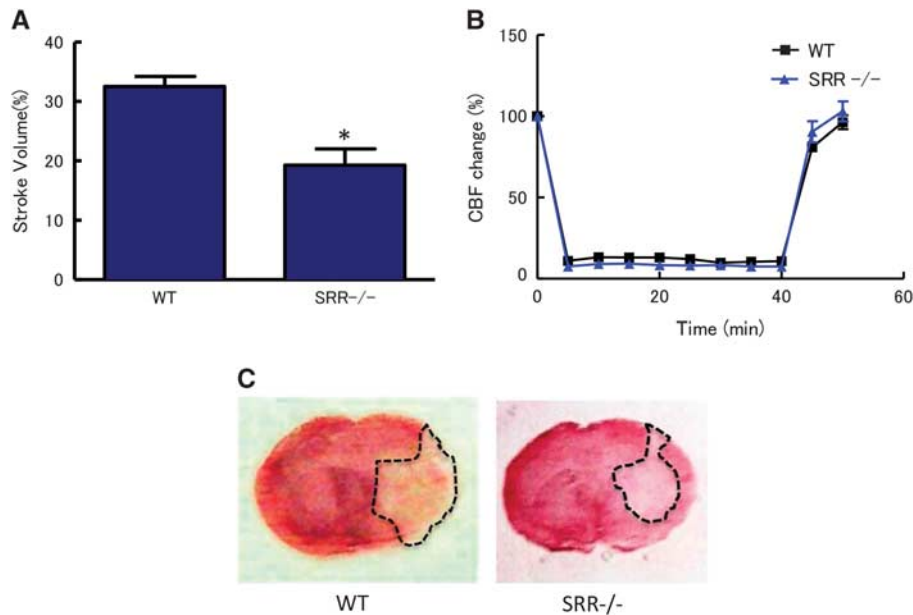 A
Stroke Volume(%)
40
30
20
10
0
*
WT
SRR-/-
B
CBF change (%)
150
100
50
0
0
20
40
60
Time (min)
WT
SRR -/-
C
WT
SRR-/-